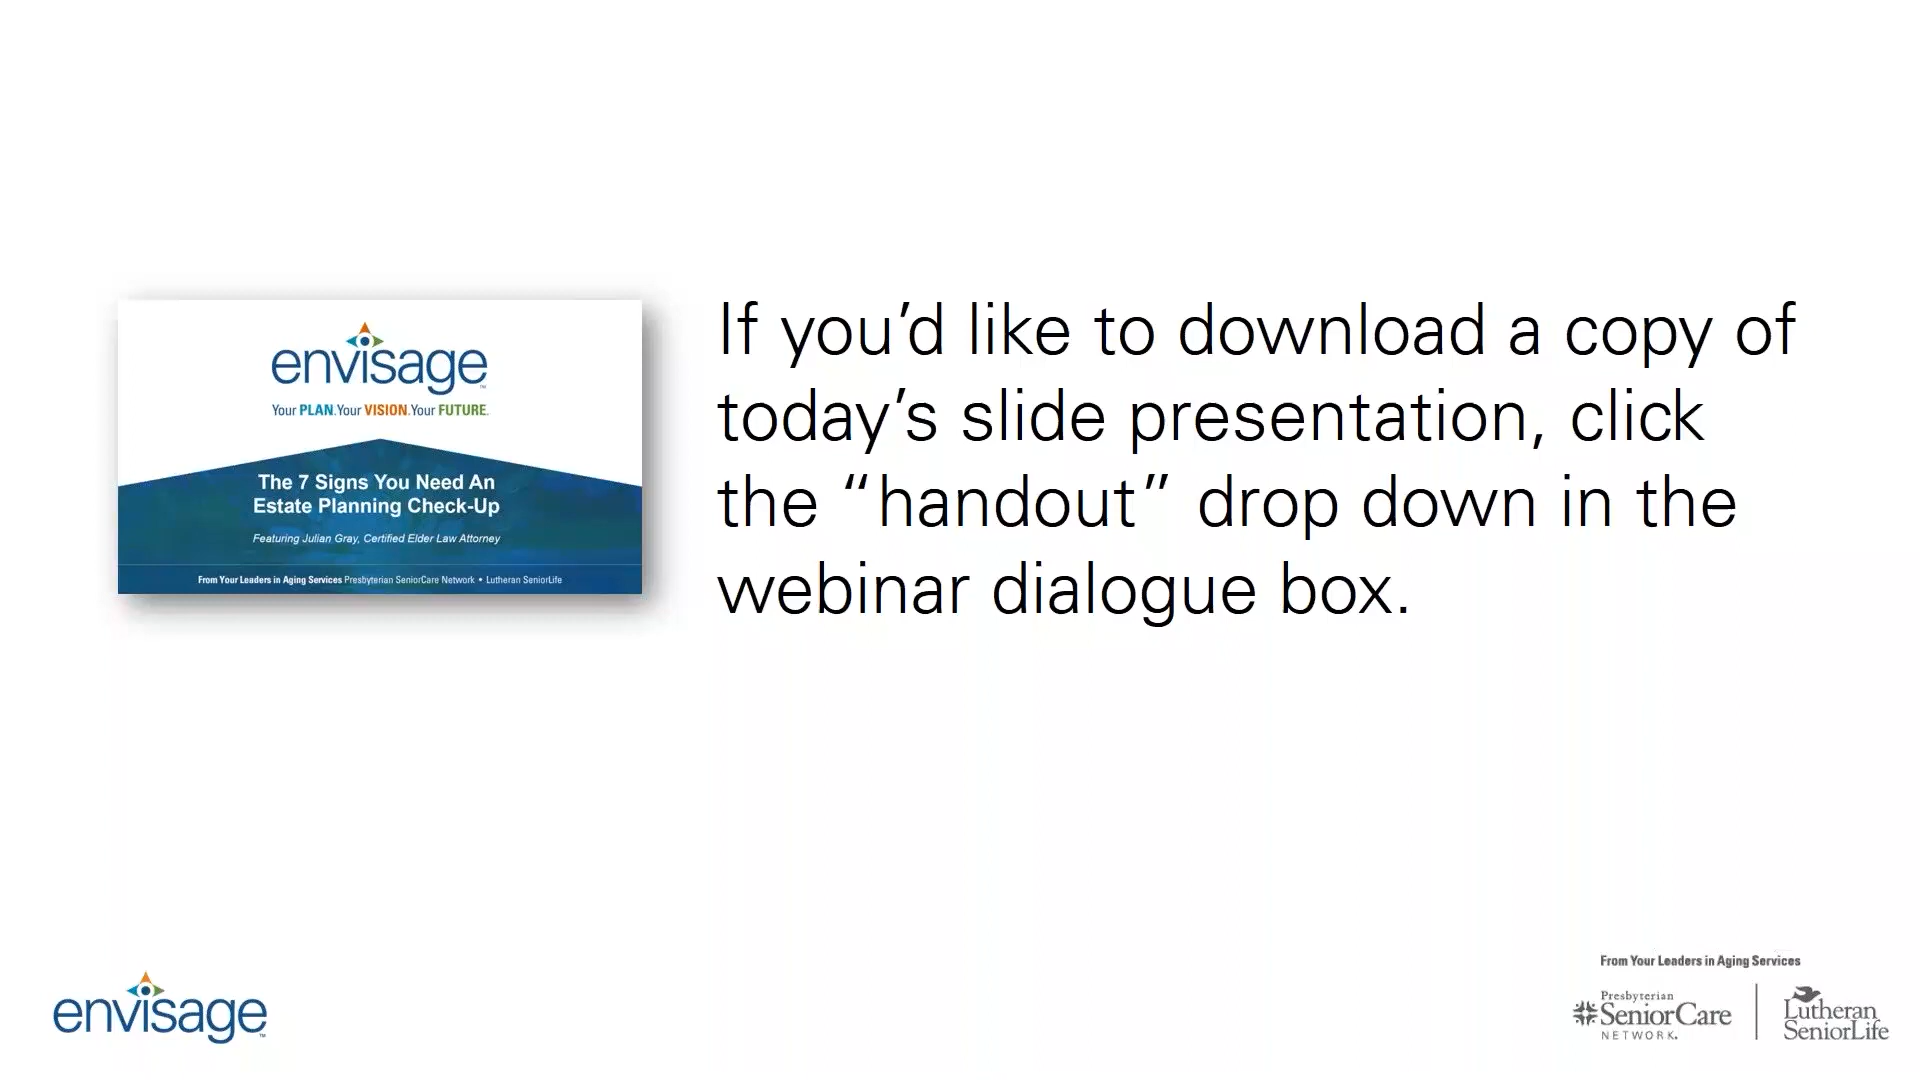 envisage™
Your PLAN.Your VISION.Your FUTURE.
The 7 Signs You Need An
Estate Planning Check-Up
Featuring Julian Gray, Certified Elder Law Attorney
From Your Leaders in Aging Services Presbyterian SeniorCare Network • Lutheran SeniorLife
If you’d like to download a copy of
today’s slide presentation, click
the “handout” drop down in the
webinar dialogue box.
envisage™
From Your Leaders in Aging Services
Presbyterian
SeniorCare
NETWORK.
Lutheran
SeniorLife